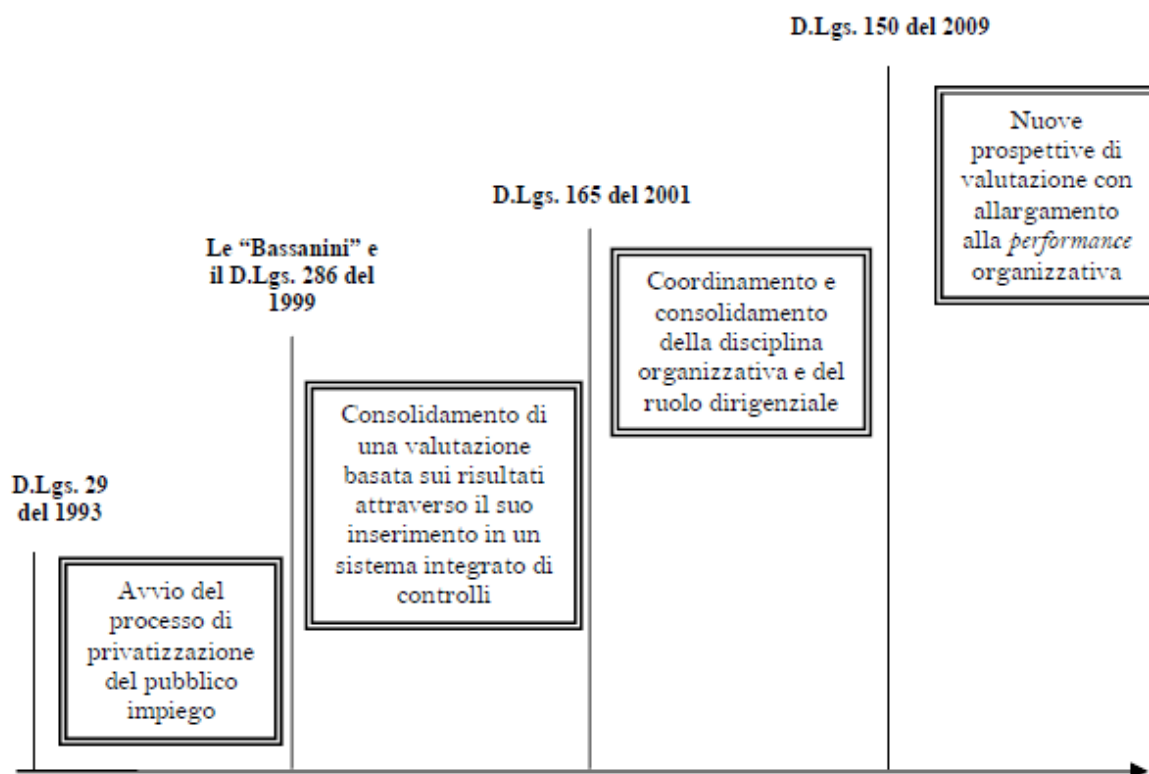 D.Lgs. 29
del 1993
Avvio del
processo di
privatizzazione
del pubblico
impiego
Le “Bassanini” e
il D.Lgs. 286 del
1999
Consolidamento di
una valutazione
basata sui risultati
attraverso il suo
inserimento in un
sistema integrato di
controlli
D.Lgs. 165 del 2001
Coordinamento e
consolidamento
della disciplina
organizzativa e del
ruolo dirigenziale
D.Lgs. 150 del 2009
Nuove
prospettive di
valutazione con
allargamento
alla performance
organizzativa